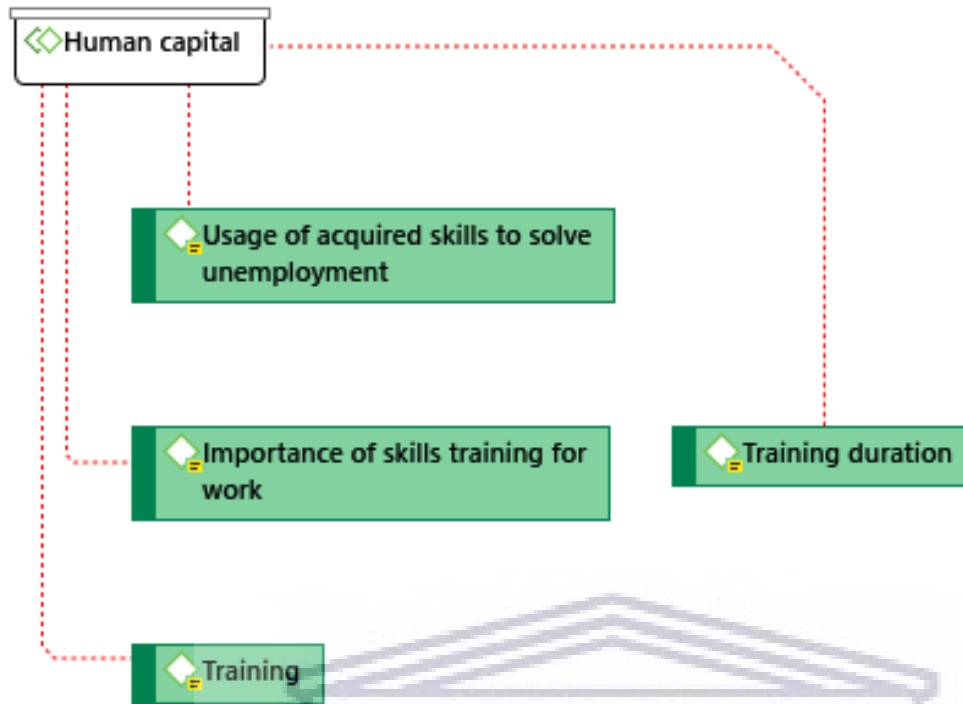 Human capital
Usage of acquired skills to solve
unemployment
Importance of skills training for
work
Training duration
Training